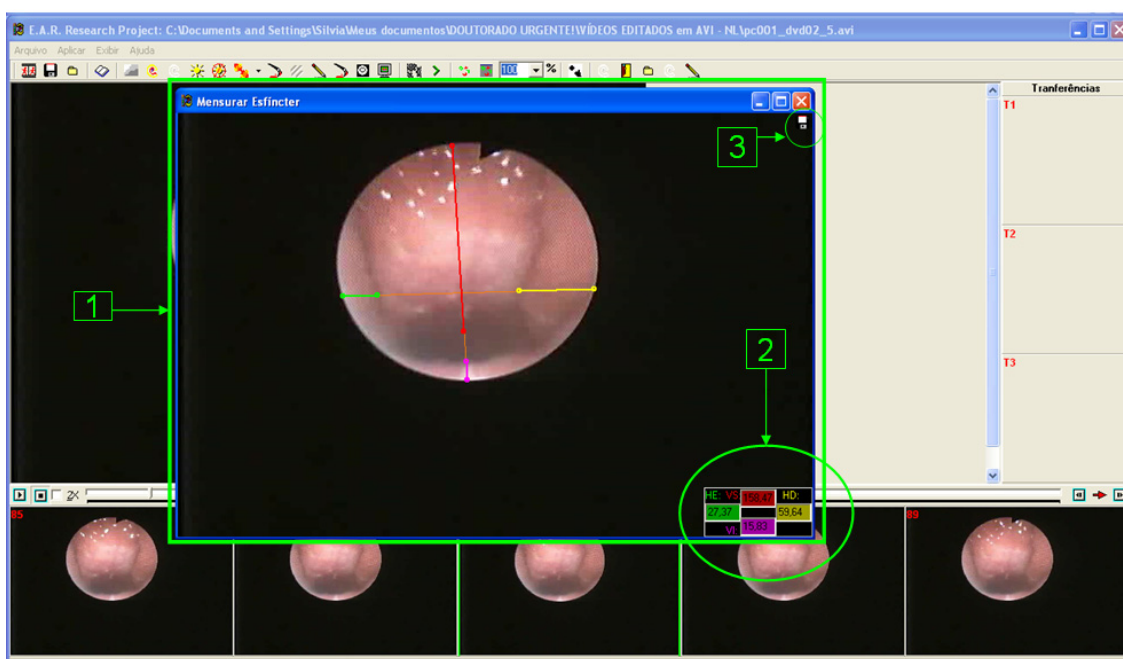 E.A.R. Research Project: C:\Documents and Settings\Silvia\Meus documentos\DOUTORADO URGENTE!\VÍDEOS EDITADOS em AVI - NL\pc001_dvd02_5.avi
Arquivo Aplicar Exibir Ajuda
100 %
Tranferências
Mensurar Esfíncter
T1
3
T2
1
2
T3
HE: VS: 158,47 HD:
27,37 59,64
VI: 15,83
2X
85
89